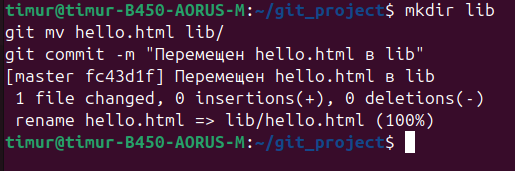 timur@timur-B450-AORUS-M:~/git_project$ mkdir lib
git mv hello.html lib/
git commit -m "Перемещен hello.html в lib"
[master fc43d1f] Перемещен hello.html в lib
 1 file changed, 0 insertions(+), 0 deletions(-)
 rename hello.html => lib/hello.html (100%)
timur@timur-B450-AORUS-M:~/git_project$